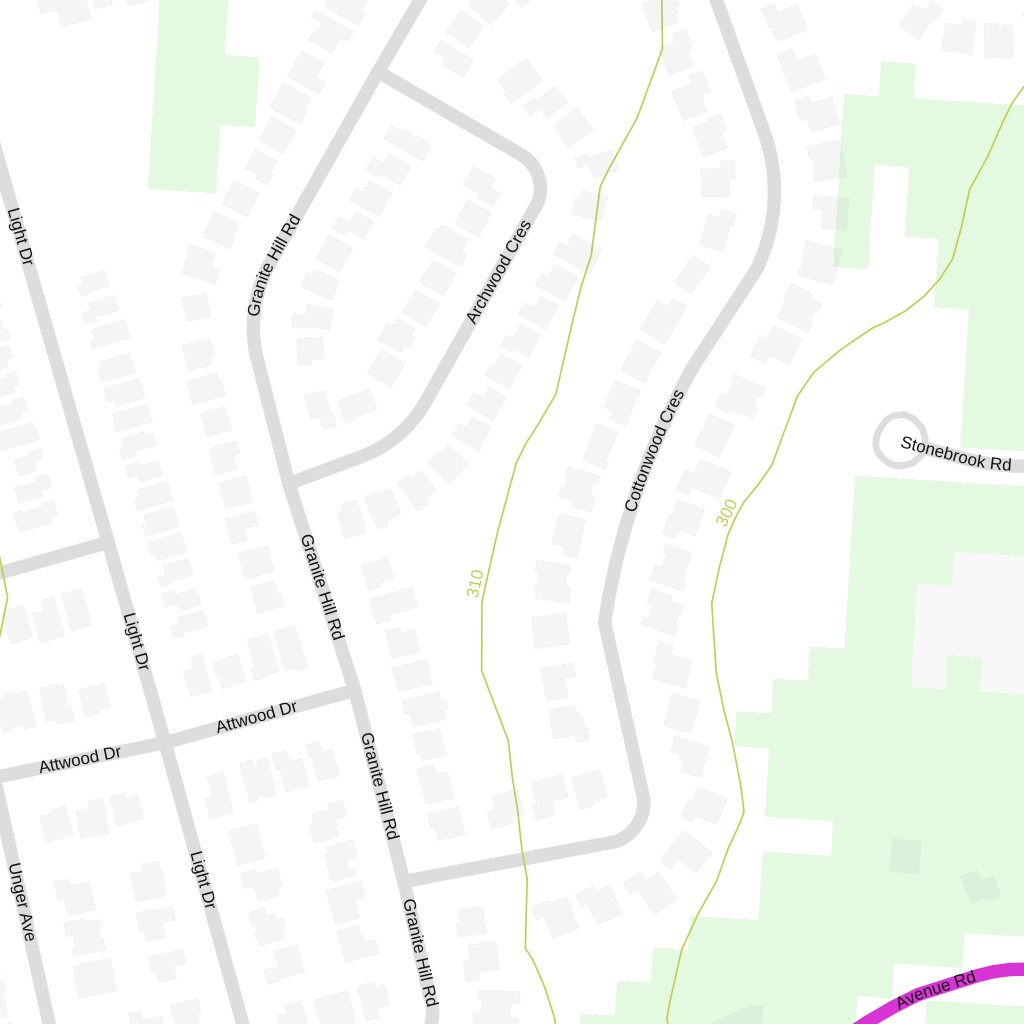 Light Dr
Granite Hill Rd
Archwood Cres
Cottonwood Cres
Stonebrook Rd
300
310
Granite Hill Rd
Light Dr
Attwood Dr
Attwood Dr
Granite Hill Rd
Light Dr
Unger Ave
Granite Hill Rd
Avenue Rd